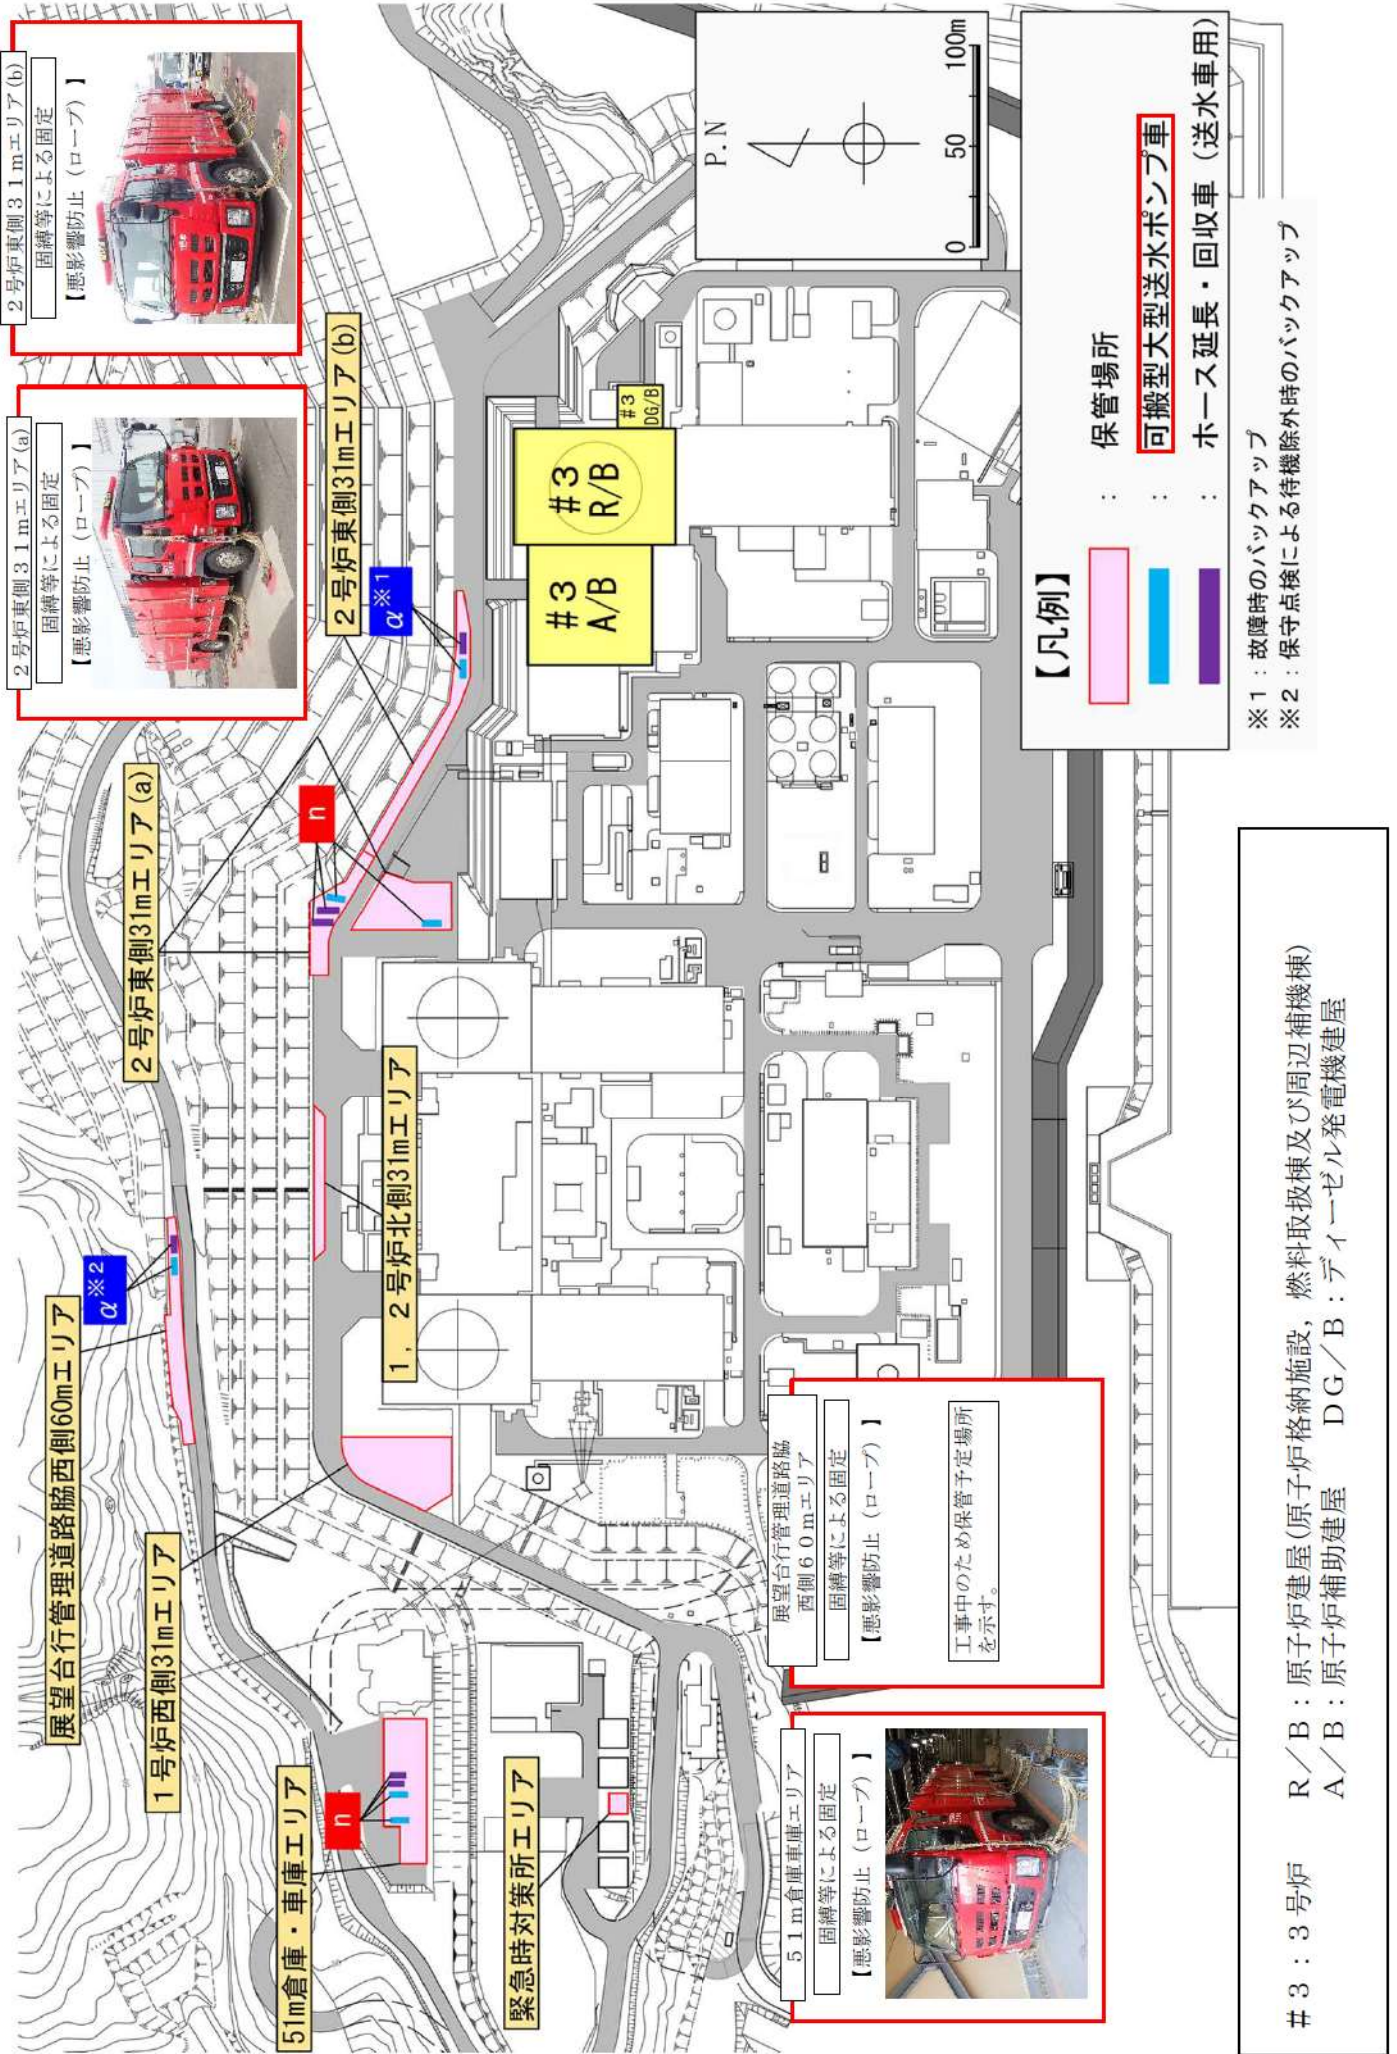 51m倉庫・車庫エリア
n
緊急時対策所エリア
展望台行管理道路脇西側60mエリア
α※2
1号炉西側31mエリア
1，2号炉北側31mエリア
2号炉東側31mエリア(a)
n
2号炉東側31mエリア(b)
α※1
#3
A/B
#3
R/B
#3
DG/B
2号炉東側31mエリア(a)
固縛等による固定
【悪影響防止（ロープ）】
2号炉東側31mエリア(b)
固縛等による固定
【悪影響防止（ロープ）】
51m倉庫車庫エリア
固縛等による固定
【悪影響防止（ロープ）】
展望台行管理道路脇
西側60mエリア
固縛等による固定
【悪影響防止（ロープ）】
工事中のため保管予定場所
を示す。
P.N
0 50 100m
【凡例】
：保管場所
：可搬型大型送水ポンプ車
：ホース延長・回収車（送水車用）
※1：故障時のバックアップ
※2：保守点検による待機除外時のバックアップ
#3：3号炉 R/B：原子炉建屋(原子炉格納施設，燃料取扱棟及び周辺補機棟)
A/B：原子炉補助建屋 DG/B：ディーゼル発電機建屋